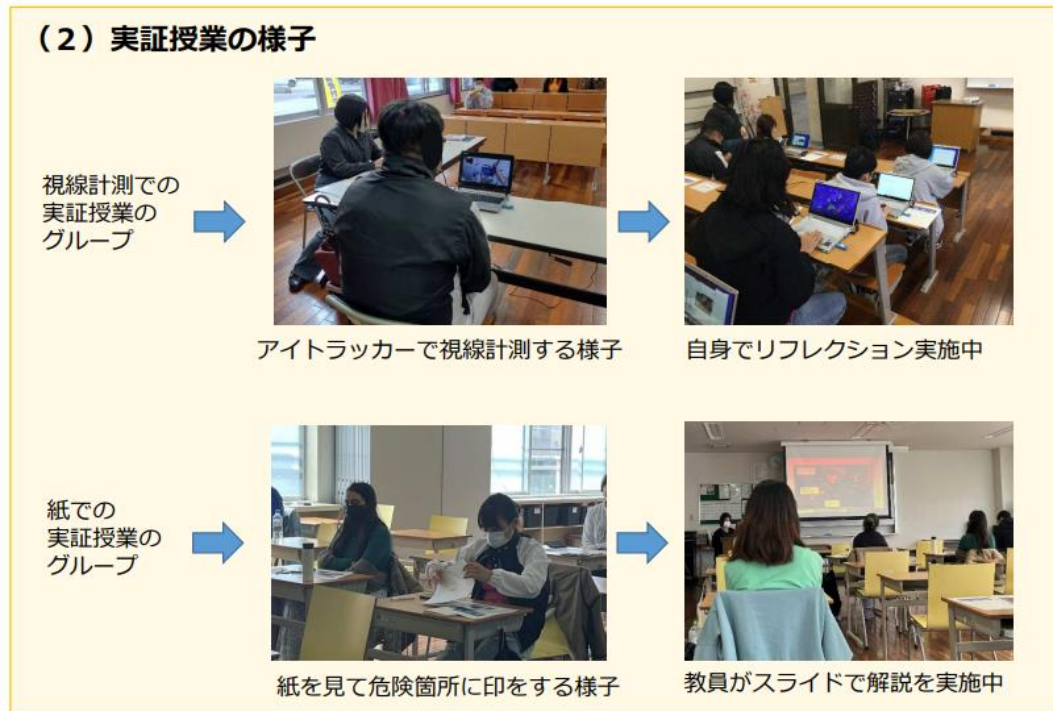 （２）実証授業の様子
視線計測での
実証授業の
グループ
アイトラッカーで視線計測する様子
自身でリフレクション実施中
紙での
実証授業の
グループ
紙を見て危険箇所に印をする様子
教員がスライドで解説を実施中